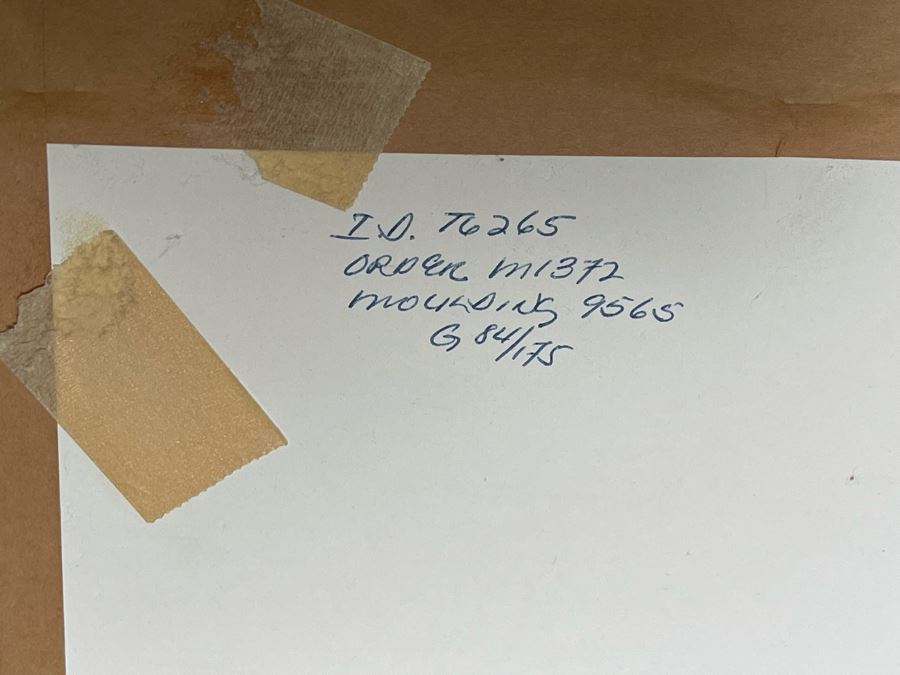 I.D. T6265
ORDER M1372
MOULDING 9565
G 84/175